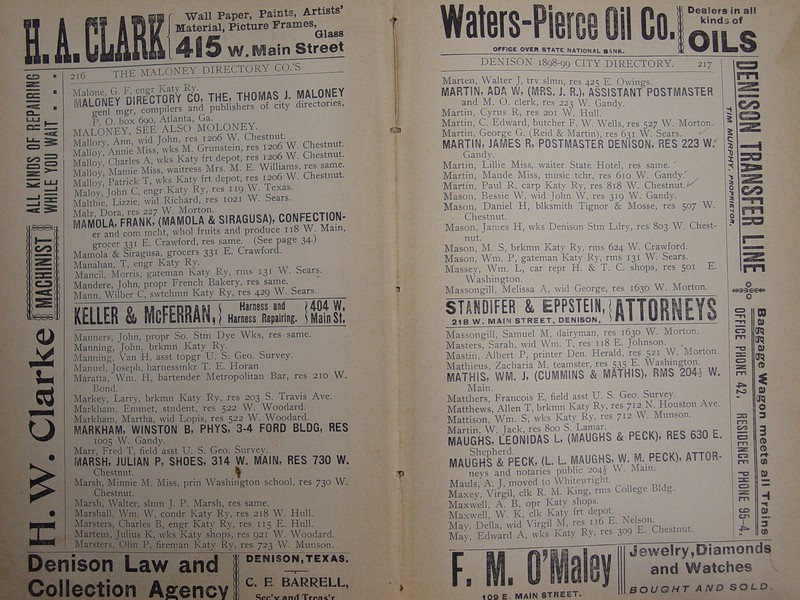 H. A. CLARK
Wall Paper, Paints, Artists'
Material, Picture Frames,
Glass
415 W. Main Street
216 THE MALONEY DIRECTORY CO.'S
ALL KINDS OF REPAIRING
WHILE YOU WAIT
MACHINIST
H. W. Clarke
Malone, G. F, engr Katy Ry.
MALONEY DIRECTORY CO, THE, THOMAS J. MALONEY
genl mgr, compilers and publishers of city directories,
P. O. box 690, Atlanta, Ga.
MALONEY, SEE ALSO MOLONEY.
Mallory, Ann, wid John, res 1206 W. Chestnut.
Malloy, Annie Miss, wks M. Grunstein, res 1206 W. Chestnut.
Malloy, Charles A, wks Katy frt depot, res 1206 W. Chestnut.
Malloy, Mamie Miss, waitress Mrs. M. E. Williams, res same.
Malloy, Patrick T, wks Katy frt depot, res 1206 W. Chestnut.
Maloy, John C, engr Katy Ry, res 119 W. Texas.
Maltbie, Lizzie, wid Richard, res 1021 W. Sears.
Malz, Dora, res 227 W. Morton.
MAMOLA, FRANK, (MAMOLA & SIRAGUSA), CONFECTION-
er and com mcht, whol fruits and produce 118 W. Main,
grocer 331 E. Crawford, res same. (See page 34.)
Mamola & Siragusa, grocers 331 E. Crawford.
Manahan, T, engr Katy Ry.
Mancil, Morris, gateman Katy Ry, rms 131 W. Sears.
Mandere, John, propr French Bakery, res same.
Mann, Wilber C, swtchmn Katy Ry, res 429 W. Sears.
KELLER & McFERRAN, Harness and Harness Repairing. 404 W. Main St.
Manners, John, propr So. Stm Dye Wks, res same.
Manning, John, brkmn Katy Ry.
Manning, Van H, asst topgr U. S. Geo. Survey.
Manuel, Joseph, harnessmkr T. E. Horan
Maratta, Wm H, bartender Metropolitan Bar, res 210 W.
Bond.
Markey, Larry, brkmn Katy Ry, res 203 S. Travis Ave.
Markham, Emmet, student, res 522 W. Woodard.
Markham, Martha, wid Lopis, res 522 W. Woodard.
MARKHAM, WINSTON B, PHYS, 3-4 FORD BLDG, RES
1005 W. Gandy.
Marr, Fred T, field asst U. S. Geo. Survey.
MARSH, JULIAN P, SHOES, 314 W. MAIN, RES 730 W.
Chestnut.
Marsh, Minnie M. Miss, prin Washington school, res 730 W.
Chestnut.
Marsh, Walter, slmn J. P. Marsh, res same.
Marshall, Wm. W, condr Katy Ry, res 218 W. Hull.
Marsters, Charles B, engr Katy Ry, res 115 E. Hull.
Martens, Julius K, wks Katy shops, res 921 W. Woodard.
Marsters, Olin P, fireman Katy Ry, res 723 W. Munson.
Denison Law and
Collection Agency
DENISON, TEXAS.
C. E. BARRELL,
Sec'y and Treas'r
Waters-Pierce Oil Co.
OFFICE OVER STATE NATIONAL BANK.
Dealers in all
kinds of
OILS
DENISON 1898-99 CITY DIRECTORY. 217
Marten, Walter J, trv slmn, res 425 E. Owings.
MARTIN, ADA W, (MRS. J. R.), ASSISTANT POSTMASTER
and M. O. clerk, res 223 W. Gandy.
Martin, Cyrus R, res 201 W. Hull.
Martin, C. Edward, butcher F. W. Wells, res 527 W. Morton.
Martin, George G. (Reid & Martin), res 631 W. Sears.
MARTIN, JAMES R, POSTMASTER DENISON, RES 223 W.
Gandy.
Martin, Lillie Miss, waiter State Hotel, res same.
Martin, Maude Miss, music tchr, res 610 W. Gandy.
Martin, Paul R, carp Katy Ry, res 818 W. Chestnut.
Mason, Bessie W, wid John W, res 319 W. Gandy.
Mason, Daniel H, blksmith Tignor & Mosse, res 507 W.
Chestnut.
Mason, James H, wks Denison Stm Ldry, res 803 W. Chest-
nut.
Mason, M. S, brkmn Katy Ry, rms 624 W. Crawford.
Mason, Wm. P, gateman Katy Ry, rms 131 W. Sears.
Massey, Wm. L, car repr H. & T. C. shops, res 501 E.
Washington.
Massongill, Melissa A, wid George, res 1630 W. Morton.
STANDIFER & EPPSTEIN, ATTORNEYS
218 W. MAIN STREET, DENISON,
Massongill, Samuel M, dairyman, res 1630 W. Morton.
Masters, Sarah, wid Wm. T, res 118 E. Johnson.
Mastin, Albert P, printer Den. Herald, res 521 W. Morton.
Mathieus, Zacharia M, teamster, res 535 E. Washington.
MATHIS, WM. J, (CUMMINS & MATHIS), RMS 204½ W.
Main.
Matthers, Francois E, field asst U. S. Geo. Survey.
Matthews, Allen T, brkmn Katy Ry, res 712 N. Houston Ave.
Mattison, Wm. S, wks Katy Ry, res 712 W. Munson.
Martin, W. Jack, res 800 S. Lamar.
MAUGHS, LEONIDAS L, (MAUGHS & PECK), RES 630 E.
Shepherd.
MAUGHS & PECK, (L. L. MAUGHS, W. M. PECK), ATTOR-
neys and notaries public 204½ W. Main.
Mauls, A. J, moved to Whitewright.
Maxey, Virgil, clk R. M. King, rms College Bldg.
Maxwell, A. B, opr Katy shops.
Maxwell, W. K, clk Katy frt depot.
May, Della, wid Virgil M, res 116 E. Nelson.
May, Edward A, wks Katy Ry, res 309 E. Chestnut.
DENISON TRANSFER LINE
TIM MURPHY, PROPRIETOR.
Baggage Wagon meets all Trains
OFFICE PHONE 42. RESIDENCE PHONE 95-4.
F. M. O'Maley
109 E. MAIN STREET.
Jewelry, Diamonds
and Watches
BOUGHT AND SOLD.